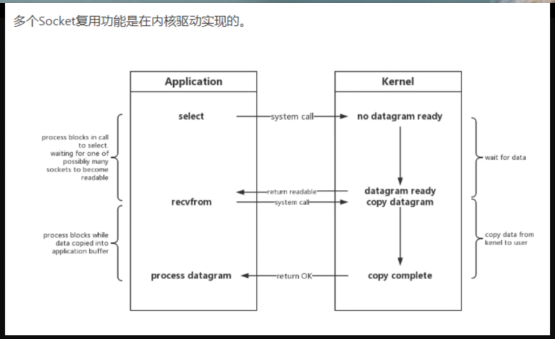 多个Socket复用功能是在内核驱动实现的。
Application
Kernel
select
system call
no datagram ready
process blocks in call
to select
waiting for one of
possibly many
sockets to become
readable
wait for data
return readable
datagram ready
recvfrom
system call
copy datagram
process blocks while
data copied into
application buffer
copy data from
kenel to user
process datagram
return OK
copy complete